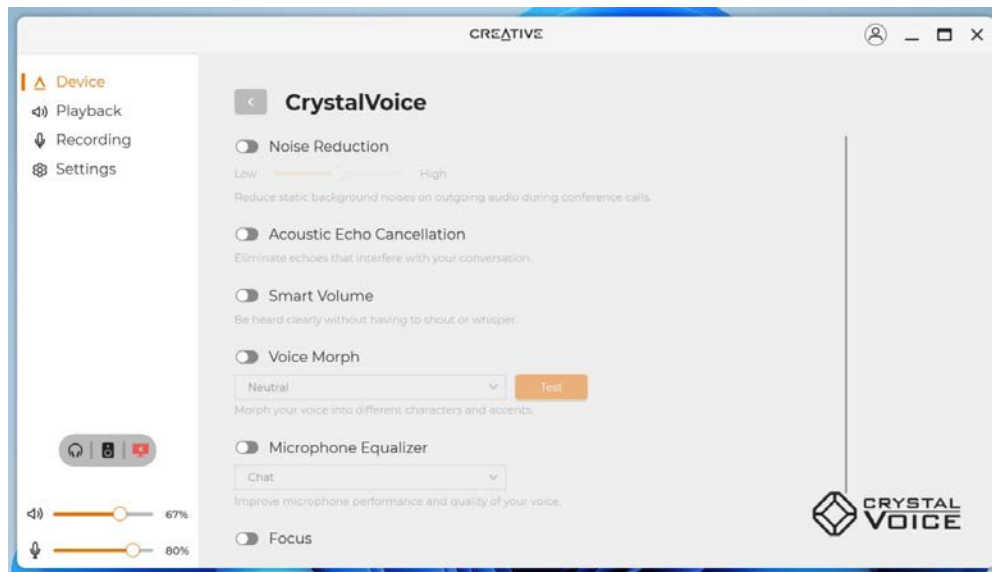 CREATIVE
Device
Playback
Recording
Settings
67%
80%
CrystalVoice
Noise Reduction
Low High
Reduce static background noises on outgoing audio during conference calls.
Acoustic Echo Cancellation
Eliminate echoes that interfere with your conversation.
Smart Volume
Be heard clearly without having to shout or whisper.
Voice Morph
Neutral Test
Morph your voice into different characters and accents.
Microphone Equalizer
Chat
Improve microphone performance and quality of your voice.
Focus
CRYSTAL
VOICE